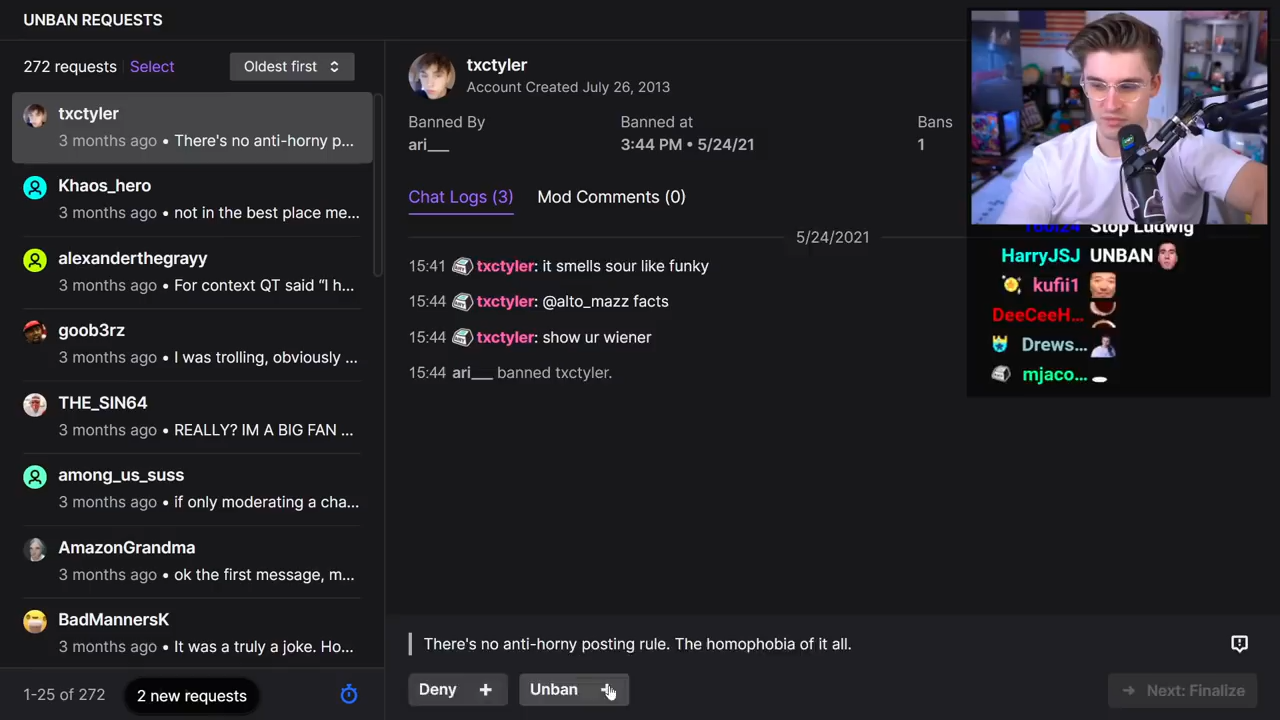 UNBAN REQUESTS
272 requests Select Oldest first
txctyler
3 months ago • There's no anti-horny p...
Khaos_hero
3 months ago • not in the best place me...
alexanderthegrayy
3 months ago • For context QT said “I h...
goob3rz
3 months ago • I was trolling, obviously ...
THE_SIN64
3 months ago • REALLY? IM A BIG FAN ...
among_us_suss
3 months ago • if only moderating a cha...
AmazonGrandma
3 months ago • ok the first message, m...
BadMannersK
3 months ago • It was a truly a joke. Ho...
1-25 of 272 2 new requests
txctyler
Account Created July 26, 2013
Banned By Banned at Bans
ari___ 3:44 PM • 5/24/21 1
Chat Logs (3) Mod Comments (0)
5/24/2021
15:41 txctyler: it smells sour like funky
15:44 txctyler: @alto_mazz facts
15:44 txctyler: show ur wiener
15:44 ari___ banned txctyler.
There's no anti-horny posting rule. The homophobia of it all.
Deny + Unban +
Next: Finalize
Stop Ludwig
HarryJSJ UNBAN
kufii1
DeeCeeH...
Drews...
mjaco...